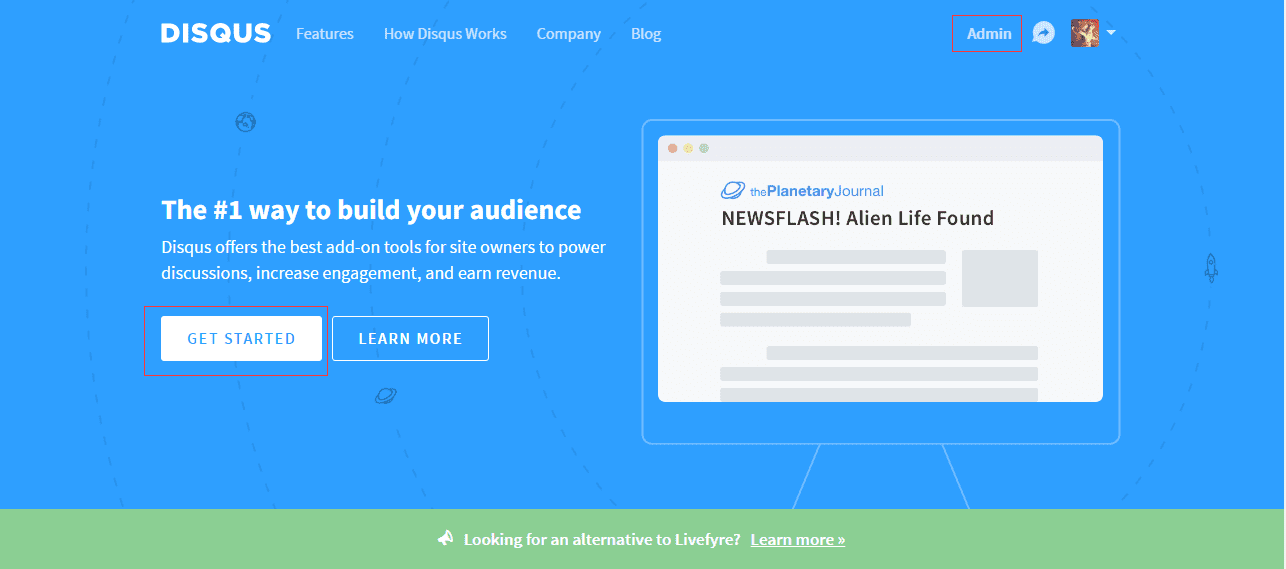 DISQUS Features How Disqus Works Company Blog Admin
The #1 way to build your audience
Disqus offers the best add-on tools for site owners to power
discussions, increase engagement, and earn revenue.
GET STARTED LEARN MORE
thePlanetaryJournal
NEWSFLASH! Alien Life Found
Looking for an alternative to Livefyre? Learn more »